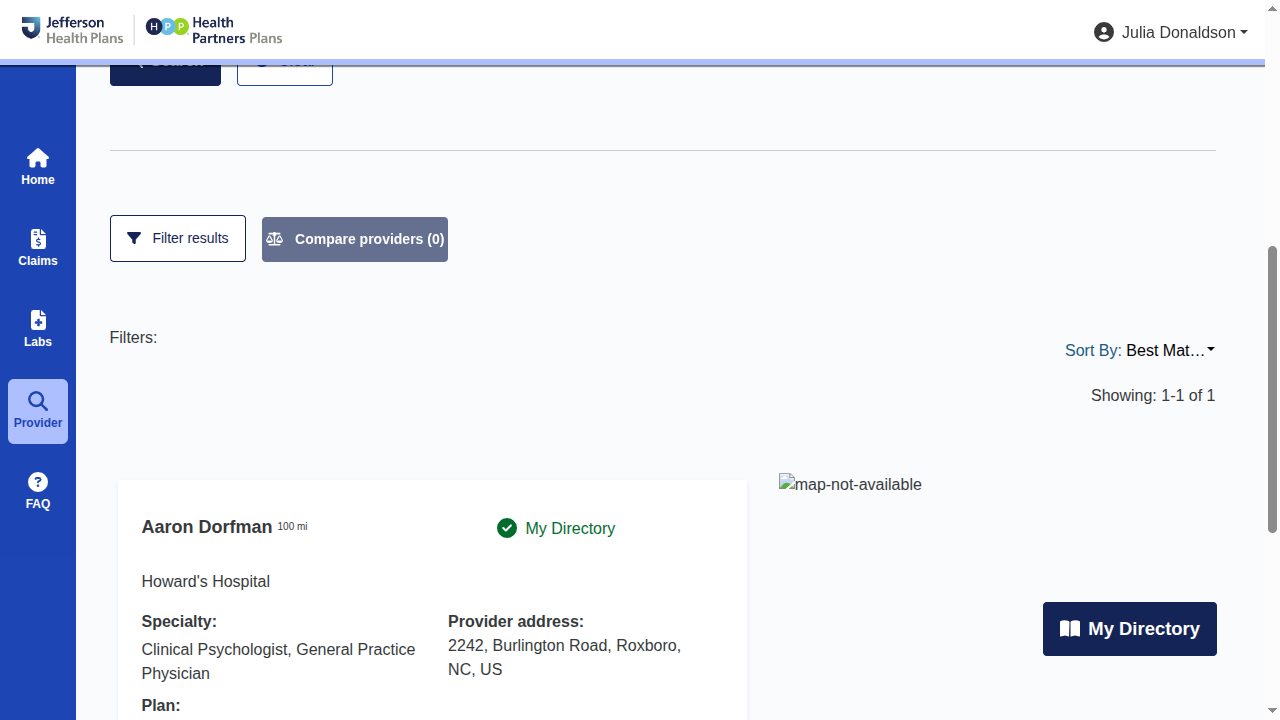 Jefferson
Health Plans
HPP
Health
Partners Plans
Julia Donaldson
Home
Claims
Labs
Provider
FAQ
Filter results
Compare providers (0)
Filters:
Sort By: Best Mat...
Showing: 1-1 of 1
map-not-available
Aaron Dorfman 100 mi
My Directory
Howard's Hospital
Specialty:
Clinical Psychologist, General Practice
Physician
Provider address:
2242, Burlington Road, Roxboro,
NC, US
Plan:
My Directory